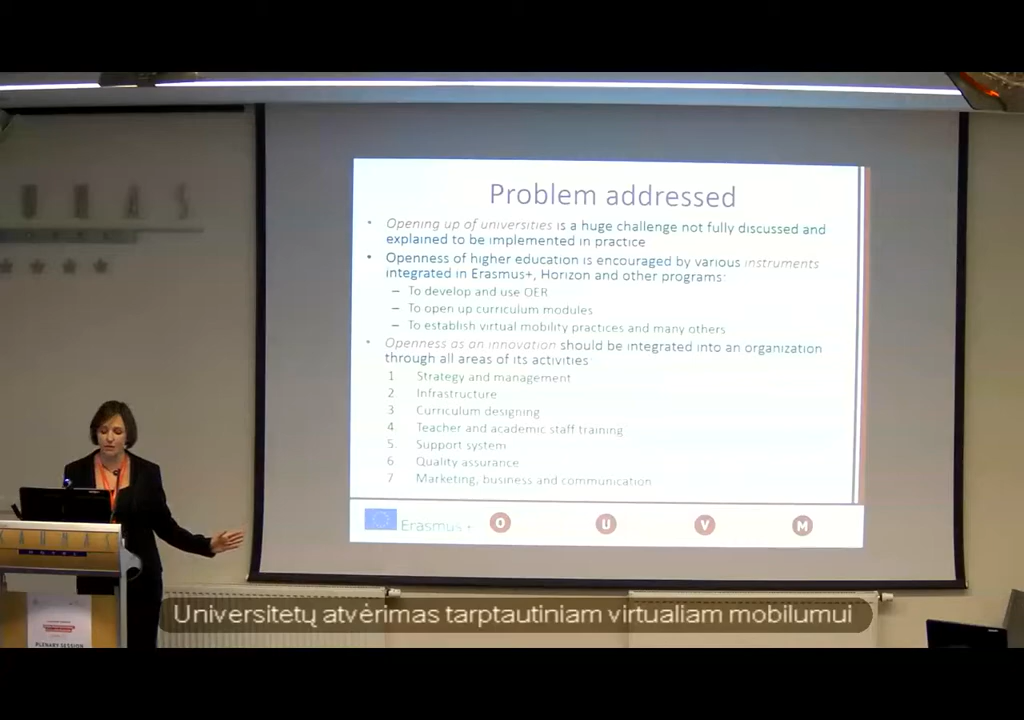 Problem addressed
• Opening up of universities is a huge challenge not fully discussed and
explained to be implemented in practice
• Openness of higher education is encouraged by various instruments
integrated in Erasmus+, Horizon and other programs:
– To develop and use OER
– To open up curriculum modules
– To establish virtual mobility practices and many others
• Openness as an innovation should be integrated into an organization
through all areas of its activities:
1 Strategy and management
2 Infrastructure
3 Curriculum designing
4 Teacher and academic staff training
5. Support system
6 Quality assurance
7 Marketing, business and communication
Erasmus+ O U V M
KAUNAS
HOTEL
PLENARY SESSION
Universitetų atvėrimas tarptautiniam virtualiam mobilumui